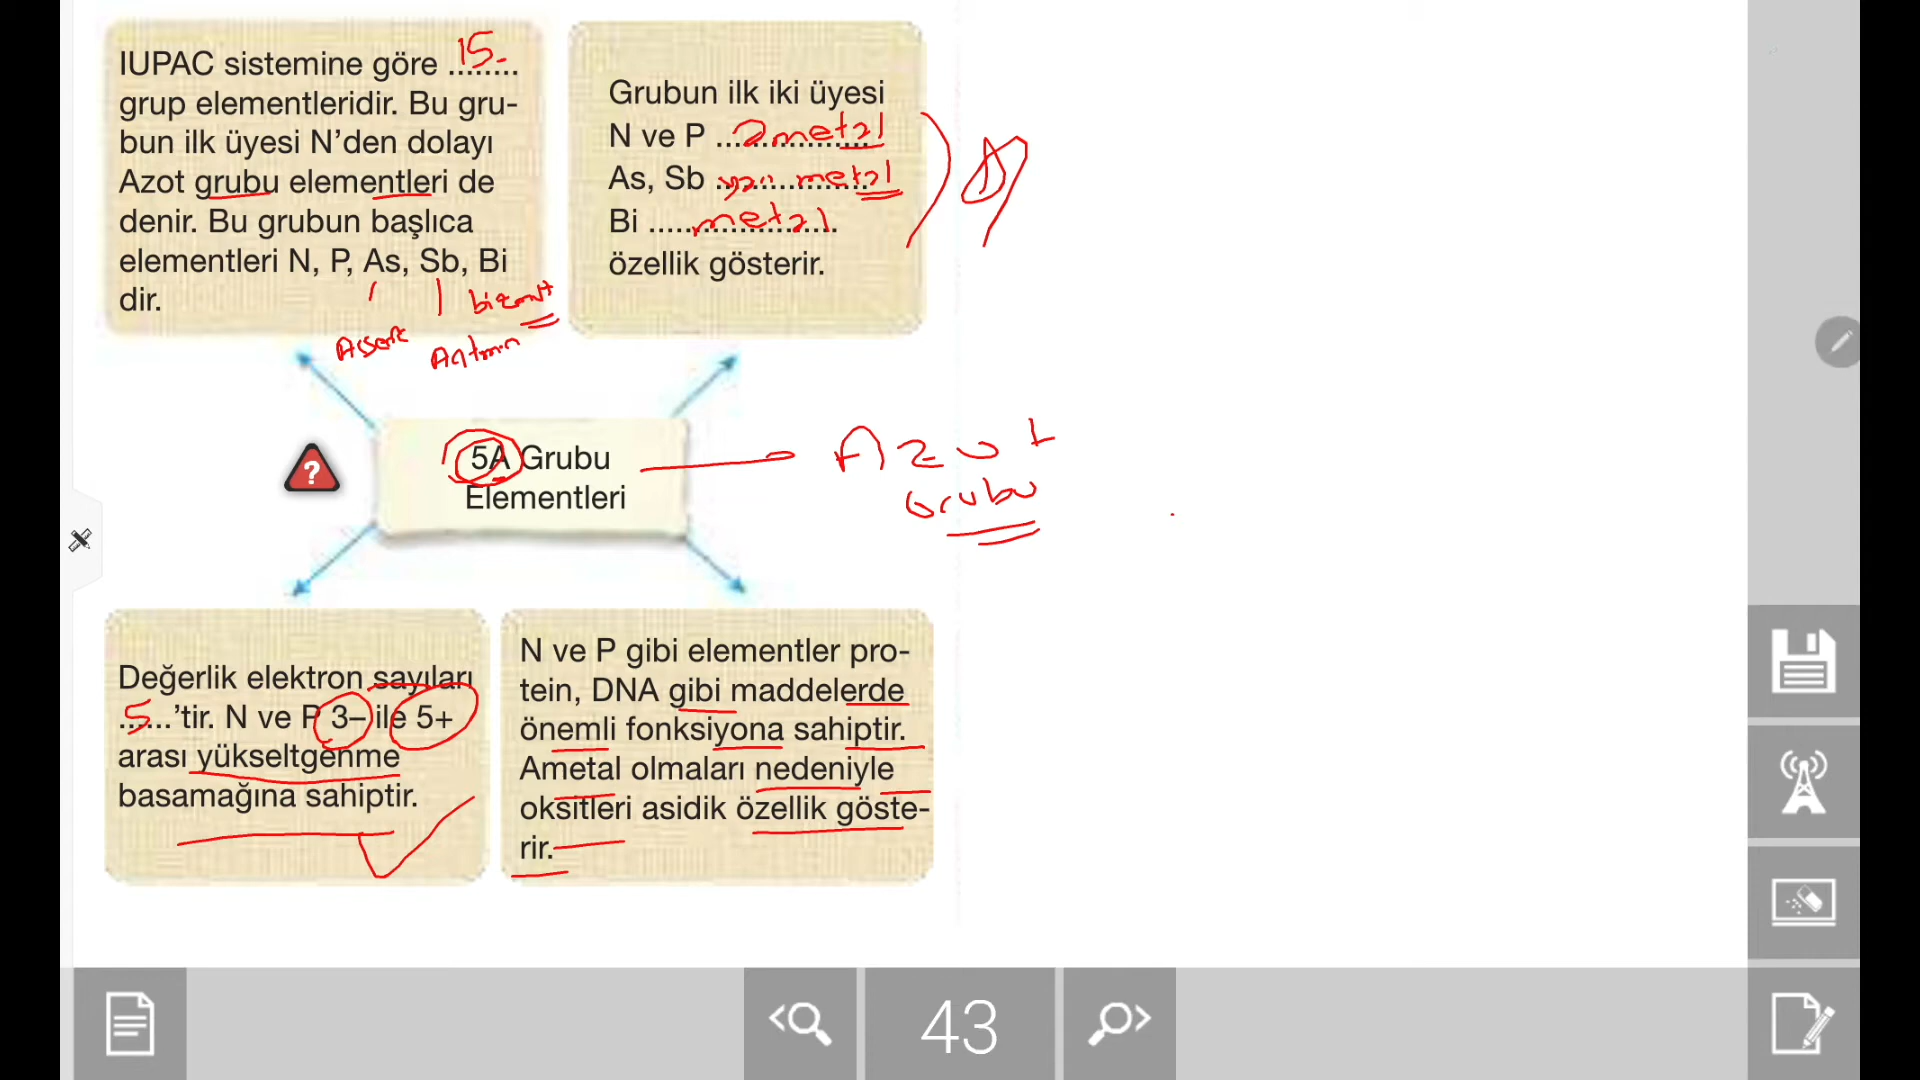 IUPAC sistemine göre ........ 15.
grup elementleridir. Bu gru-
bun ilk üyesi N’den dolayı
Azot grubu elementleri de
denir. Bu grubun başlıca
elementleri N, P, As, Sb, Bi
dir.
bizmut
Arsenik
Antimon
Grubun ilk iki üyesi
N ve P ................. ametal
As, Sb ................. yarı metal
Bi ..................... metal
özellik gösterir.
5A Grubu
Elementleri
Azot
Grubu
?
Değerlik elektron sayıları
...... 5 ’tir. N ve P 3– ile 5+
arası yükseltgenme
basamağına sahiptir.
N ve P gibi elementler pro-
tein, DNA gibi maddelerde
önemli fonksiyona sahiptir.
Ametal olmaları nedeniyle
oksitleri asidik özellik göste-
rir.
43